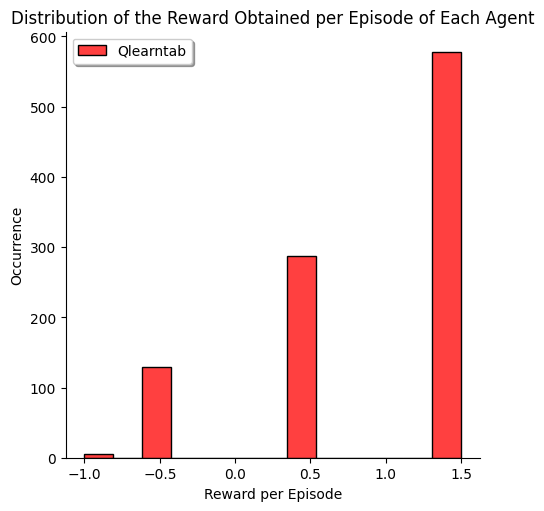 Distribution of the Reward Obtained per Episode of Each Agent
Qlearntab
600
500
400
300
200
100
0
Occurrence
−1.0 −0.5 0.0 0.5 1.0 1.5
Reward per Episode